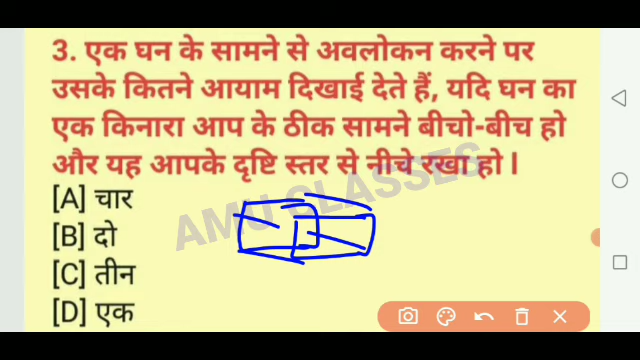 3. एक घन के सामने से अवलोकन करने पर
उसके कितने आयाम दिखाई देते हैं, यदि घन का
एक किनारा आप के ठीक सामने बीचो-बीच हो
और यह आपके दृष्टि स्तर से नीचे रखा हो l
[A] चार
[B] दो
[C] तीन
[D] एक
AMU CLASSES